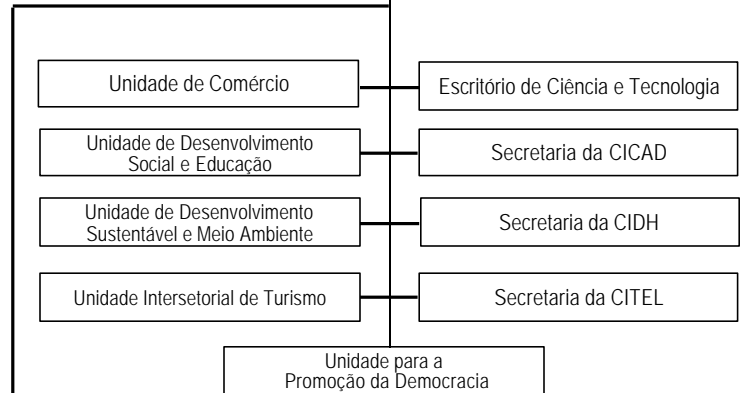 Unidade de Comércio
Escritório de Ciência e Tecnologia
Unidade de Desenvolvimento
Social e Educação
Secretaria da CICAD
Unidade de Desenvolvimento
Sustentável e Meio Ambiente
Secretaria da CIDH
Unidade Intersetorial de Turismo
Secretaria da CITEL
Unidade para a
Promoção da Democracia